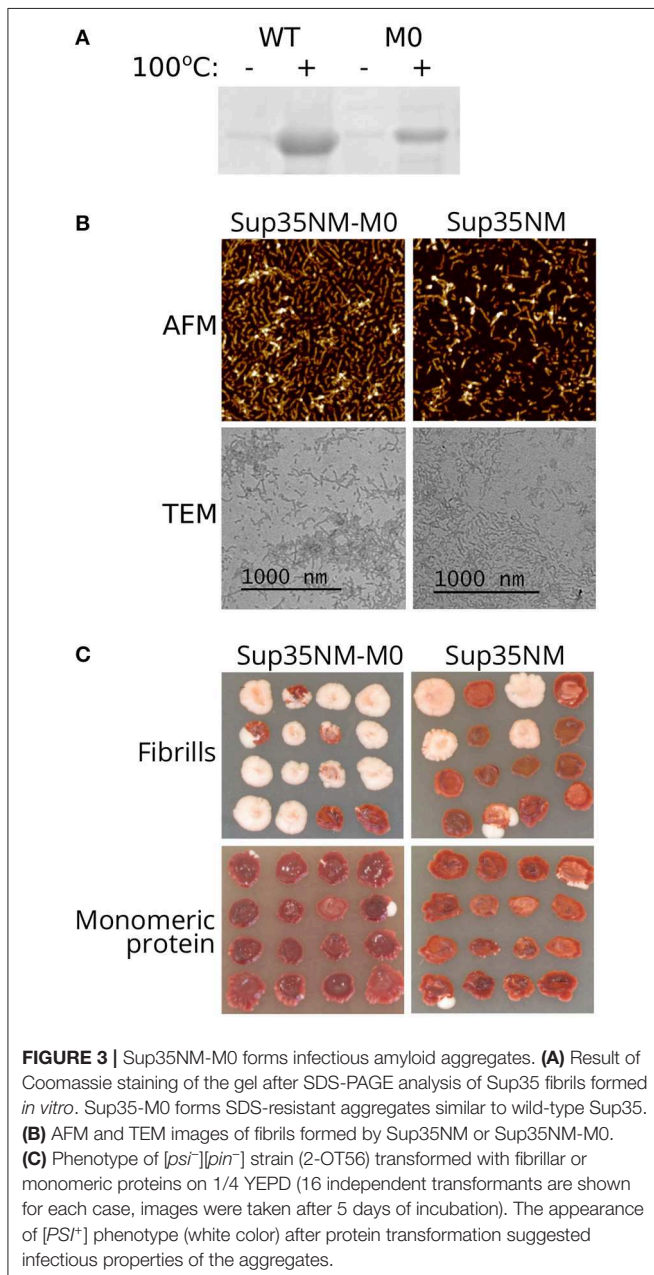 A
WT M0
100°C: - + - +
B
Sup35NM-M0 Sup35NM
AFM
TEM
1000 nm 1000 nm
C
Sup35NM-M0 Sup35NM
Fibrills
Monomeric
protein
FIGURE 3 | Sup35NM-M0 forms infectious amyloid aggregates. (A) Result of
Coomassie staining of the gel after SDS-PAGE analysis of Sup35 fibrils formed
in vitro. Sup35-M0 forms SDS-resistant aggregates similar to wild-type Sup35.
(B) AFM and TEM images of fibrils formed by Sup35NM or Sup35NM-M0.
(C) Phenotype of [psi⁻][pin⁻] strain (2-OT56) transformed with fibrillar or
monomeric proteins on 1/4 YEPD (16 independent transformants are shown
for each case, images were taken after 5 days of incubation). The appearance
of [PSI⁺] phenotype (white color) after protein transformation suggested
infectious properties of the aggregates.